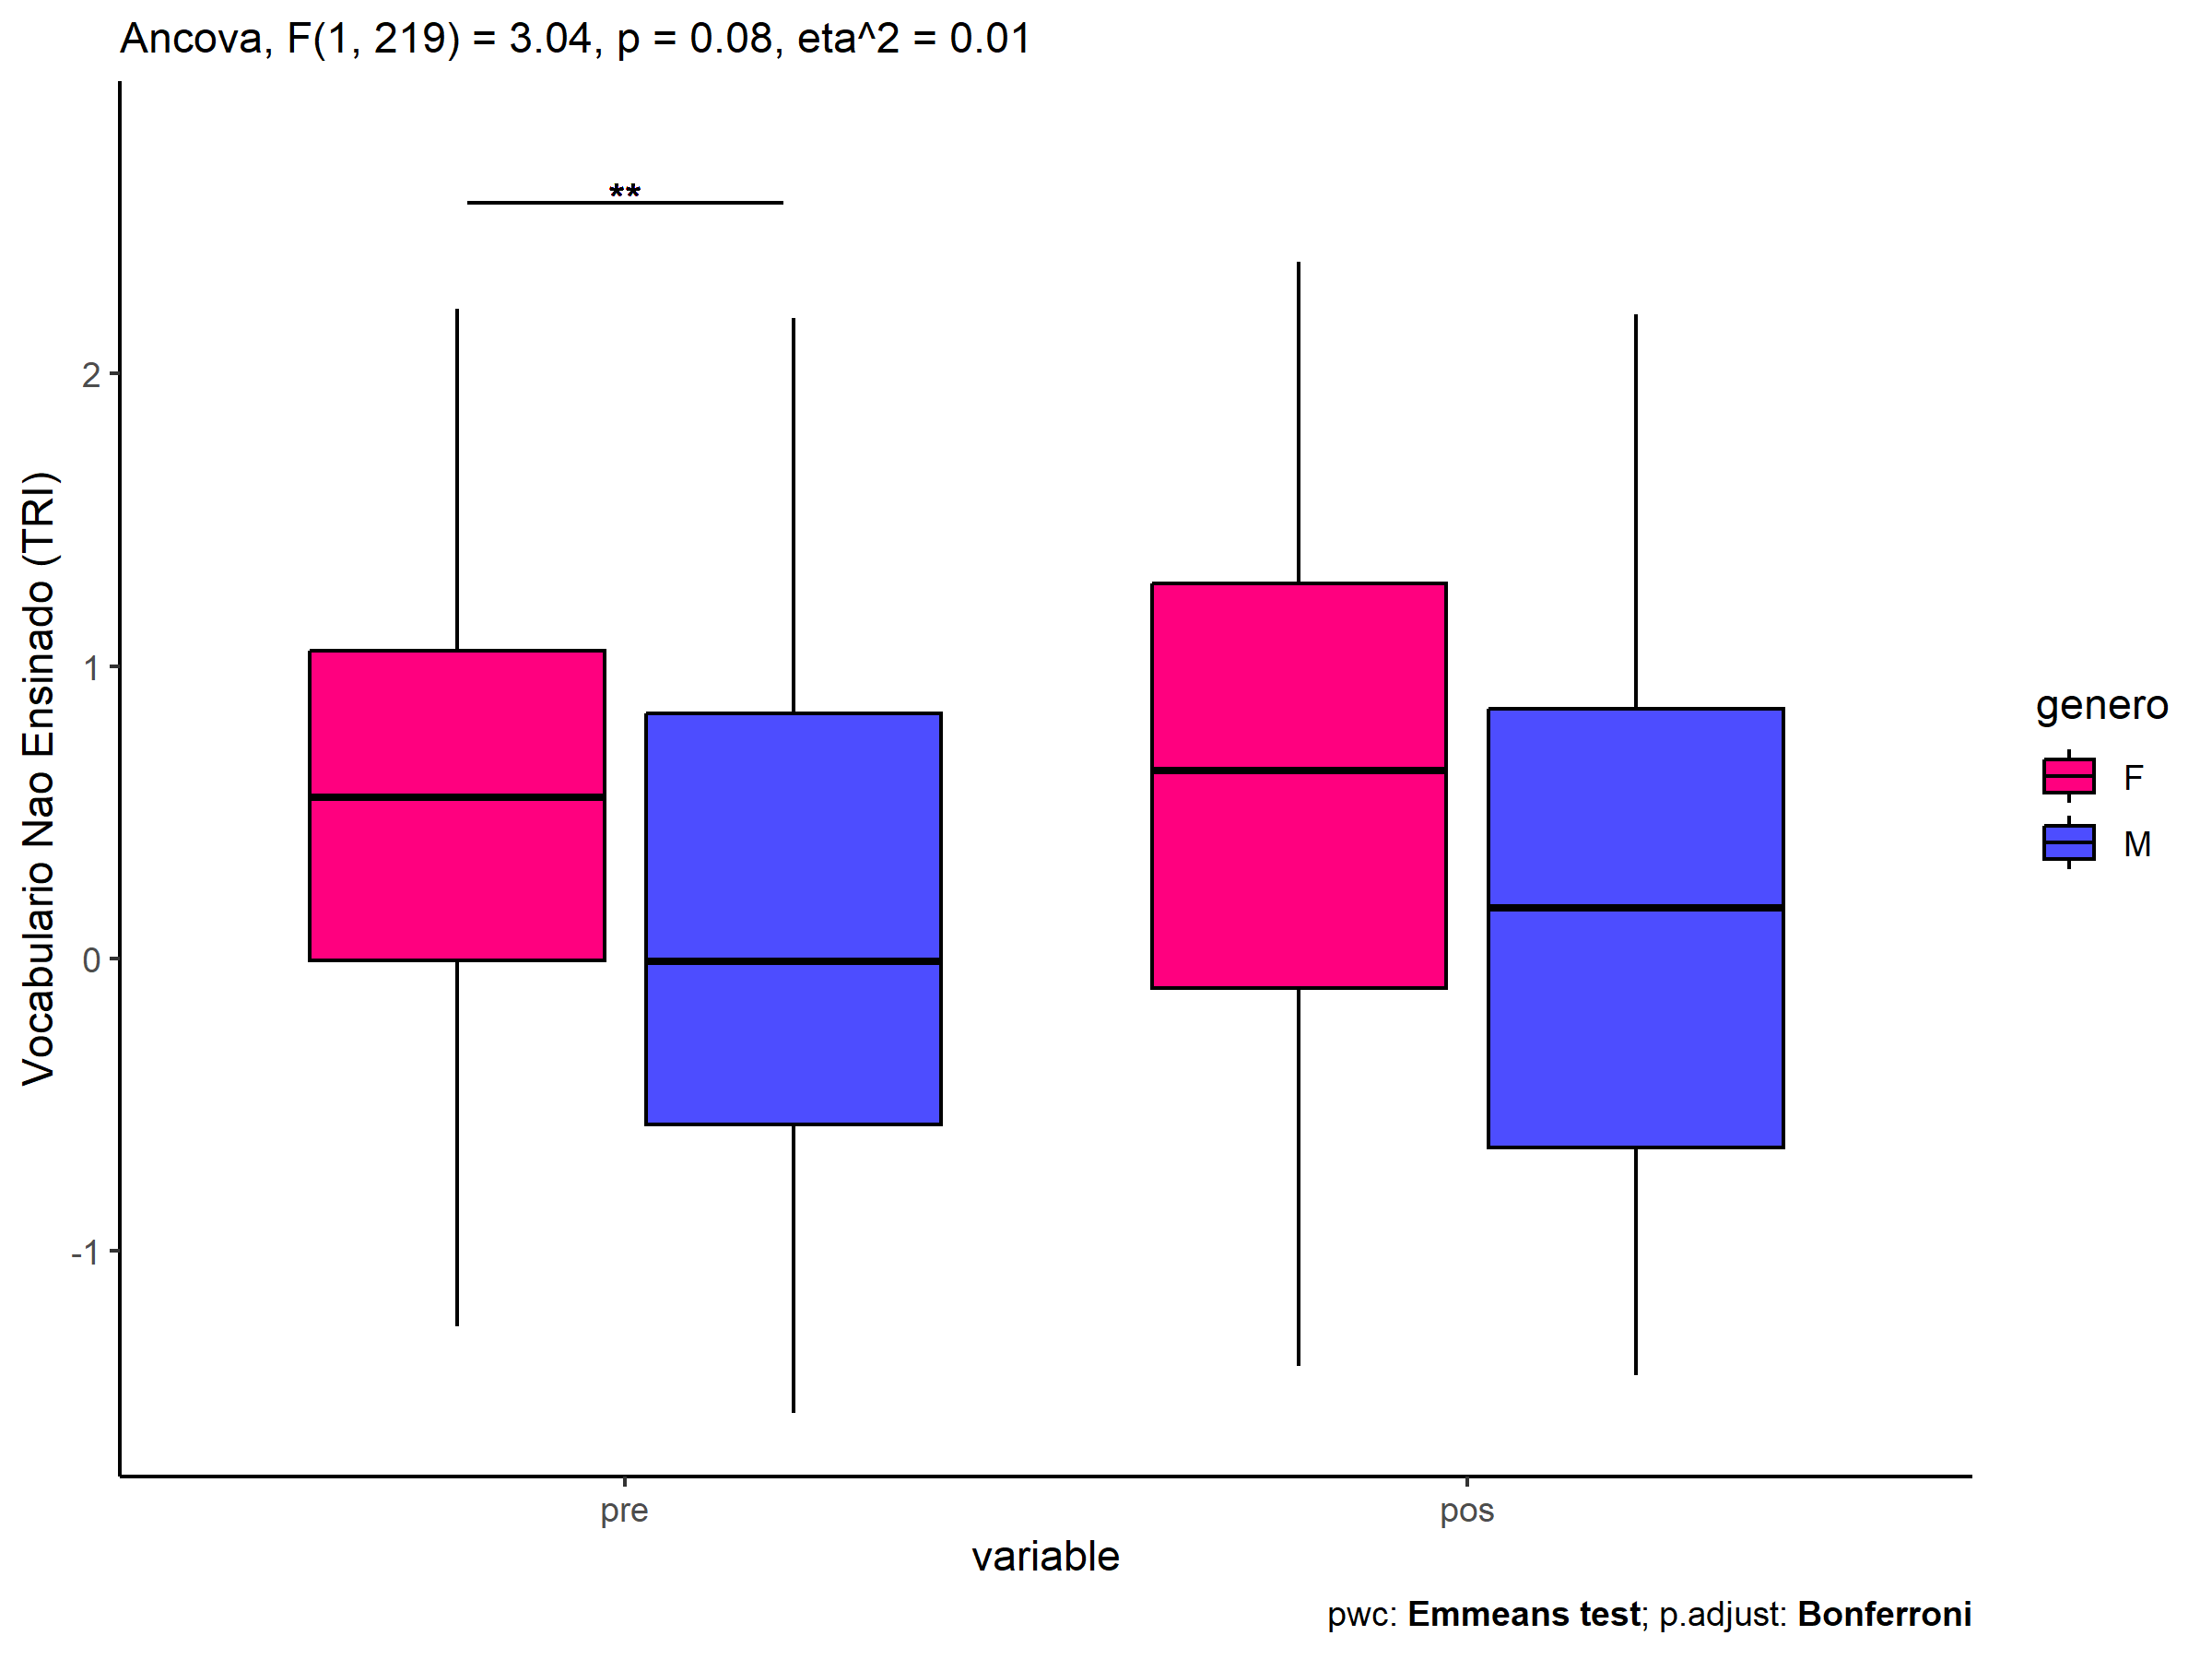 Ancova, F(1, 219) = 3.04, p = 0.08, eta^2 = 0.01
**
Vocabulario Nao Ensinado (TRI)
2
1
0
-1
pre
pos
variable
genero
F
M
pwc: Emmeans test; p.adjust: Bonferroni